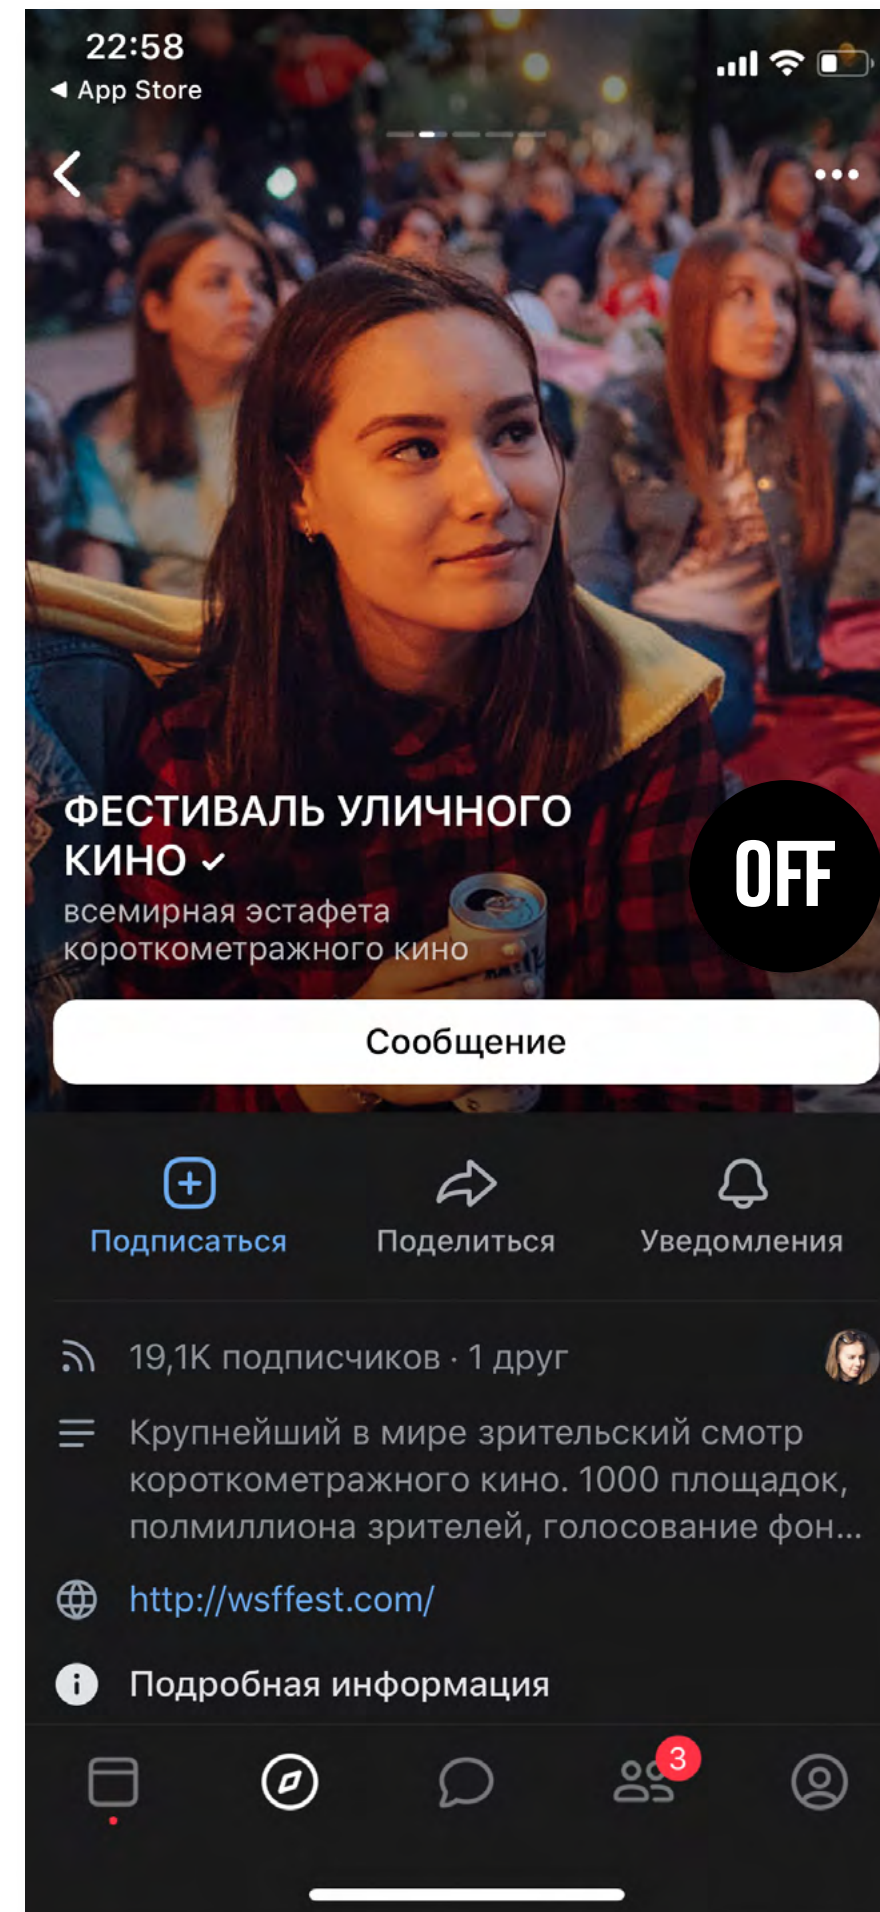 22:58
◀ App Store
ФЕСТИВАЛЬ УЛИЧНОГО
КИНО
всемирная эстафета
короткометражного кино
OFF
Сообщение
Подписаться
Поделиться
Уведомления
19,1K подписчиков · 1 друг
Крупнейший в мире зрительский смотр
короткометражного кино. 1000 площадок,
полмиллиона зрителей, голосование фон...
http://wsffest.com/
Подробная информация
3